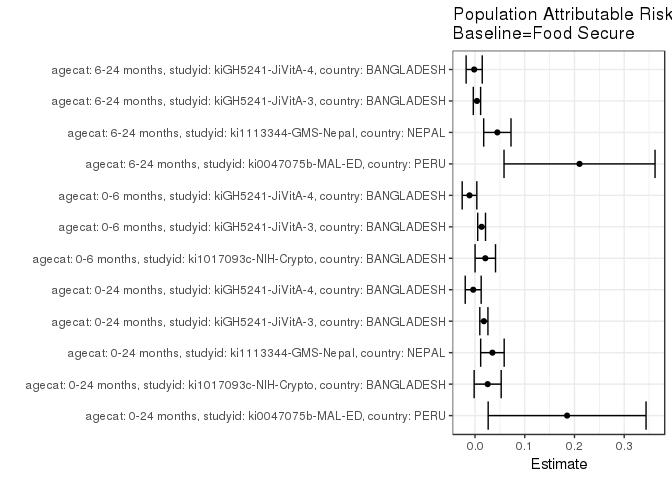 Population Attributable Risk
Baseline=Food Secure
agecat: 6-24 months, studyid: kiGH5241-JiVitA-4, country: BANGLADESH
agecat: 6-24 months, studyid: kiGH5241-JiVitA-3, country: BANGLADESH
agecat: 6-24 months, studyid: ki1113344-GMS-Nepal, country: NEPAL
agecat: 6-24 months, studyid: ki0047075b-MAL-ED, country: PERU
agecat: 0-6 months, studyid: kiGH5241-JiVitA-4, country: BANGLADESH
agecat: 0-6 months, studyid: kiGH5241-JiVitA-3, country: BANGLADESH
agecat: 0-6 months, studyid: ki1017093c-NIH-Crypto, country: BANGLADESH
agecat: 0-24 months, studyid: kiGH5241-JiVitA-4, country: BANGLADESH
agecat: 0-24 months, studyid: kiGH5241-JiVitA-3, country: BANGLADESH
agecat: 0-24 months, studyid: ki1113344-GMS-Nepal, country: NEPAL
agecat: 0-24 months, studyid: ki1017093c-NIH-Crypto, country: BANGLADESH
agecat: 0-24 months, studyid: ki0047075b-MAL-ED, country: PERU
0.0 0.1 0.2 0.3
Estimate